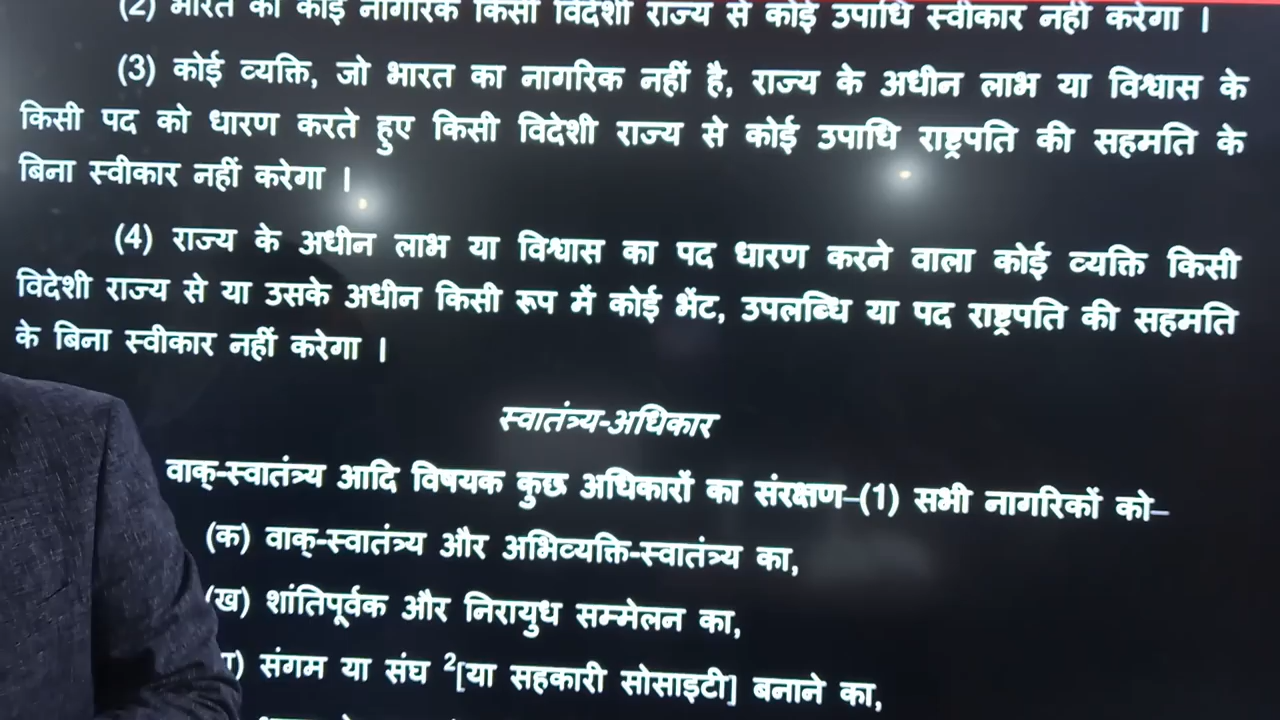 (2) भारत का कोई नागरिक किसी विदेशी राज्य से कोई उपाधि स्वीकार नहीं करेगा ।
(3) कोई व्यक्ति, जो भारत का नागरिक नहीं है, राज्य के अधीन लाभ या विश्वास के
किसी पद को धारण करते हुए किसी विदेशी राज्य से कोई उपाधि राष्ट्रपति की सहमति के
बिना स्वीकार नहीं करेगा ।
(4) राज्य के अधीन लाभ या विश्वास का पद धारण करने वाला कोई व्यक्ति किसी
विदेशी राज्य से या उसके अधीन किसी रूप में कोई भेंट, उपलब्धि या पद राष्ट्रपति की सहमति
के बिना स्वीकार नहीं करेगा ।
स्वातंत्र्य-अधिकार
वाक्-स्वातंत्र्य आदि विषयक कुछ अधिकारों का संरक्षण–(1) सभी नागरिकों को–
(क) वाक्-स्वातंत्र्य और अभिव्यक्ति-स्वातंत्र्य का,
(ख) शांतिपूर्वक और निरायुध सम्मेलन का,
संगम या संघ ²[या सहकारी सोसाइटी] बनाने का,